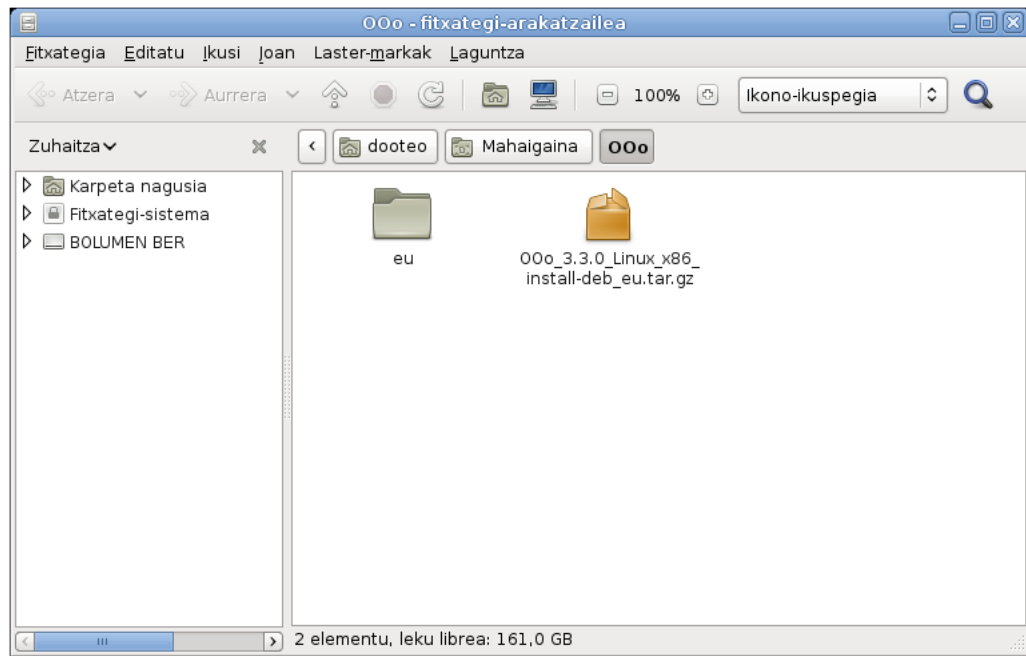 OOo - fitxategi-arakatzailea
Fitxategia Editatu Ikusi Joan Laster-markak Laguntza
Atzera Aurrera 100% Ikono-ikuspegia
Zuhaitza dooteo Mahaigaina OOo
Karpeta nagusia
Fitxategi-sistema
BOLUMEN BER
eu
OOo_3.3.0_Linux_x86_
install-deb_eu.tar.gz
2 elementu, leku librea: 161,0 GB